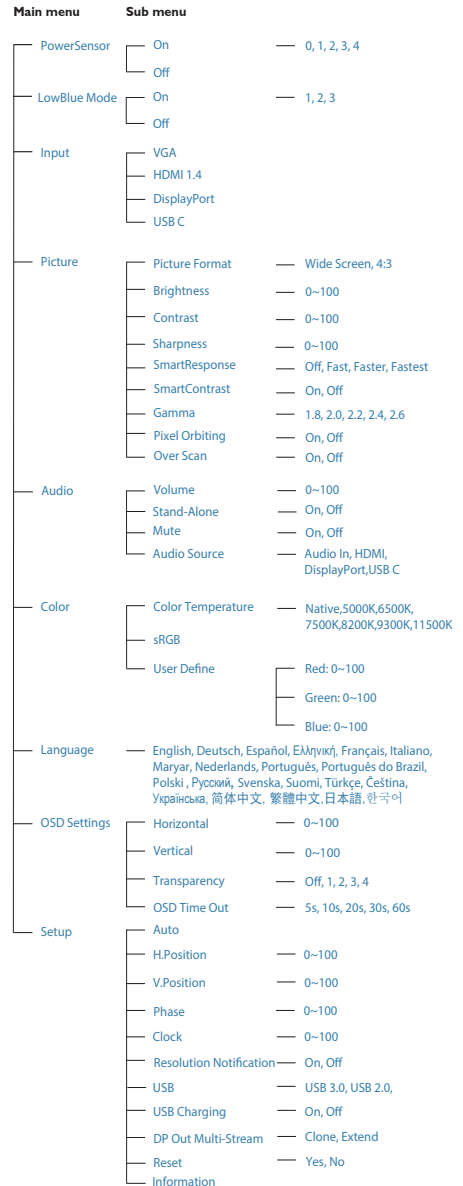 Main menu Sub menu
PowerSensor On 0, 1, 2, 3, 4
Off
LowBlue Mode On 1, 2, 3
Off
Input VGA
HDMI 1.4
DisplayPort
USB C
Picture Picture Format Wide Screen, 4:3
Brightness 0~100
Contrast 0~100
Sharpness 0~100
SmartResponse Off, Fast, Faster, Fastest
SmartContrast On, Off
Gamma 1.8, 2.0, 2.2, 2.4, 2.6
Pixel Orbiting On, Off
Over Scan On, Off
Audio Volume 0~100
Stand-Alone On, Off
Mute On, Off
Audio Source Audio In, HDMI,
DisplayPort,USB C
Color Color Temperature Native,5000K,6500K,
7500K,8200K,9300K,11500K
sRGB
User Define Red: 0~100
Green: 0~100
Blue: 0~100
Language English, Deutsch, Español, Ελληνική, Français, Italiano,
Maryar, Nederlands, Português, Português do Brazil,
Polski , Русский, Svenska, Suomi, Türkçe, Čeština,
Українська, 简体中文, 繁體中文,日本語,한국어
OSD Settings Horizontal 0~100
Vertical 0~100
Transparency Off, 1, 2, 3, 4
OSD Time Out 5s, 10s, 20s, 30s, 60s
Setup Auto
H.Position 0~100
V.Position 0~100
Phase 0~100
Clock 0~100
Resolution Notification On, Off
USB USB 3.0, USB 2.0,
USB Charging On, Off
DP Out Multi-Stream Clone, Extend
Reset Yes, No
Information